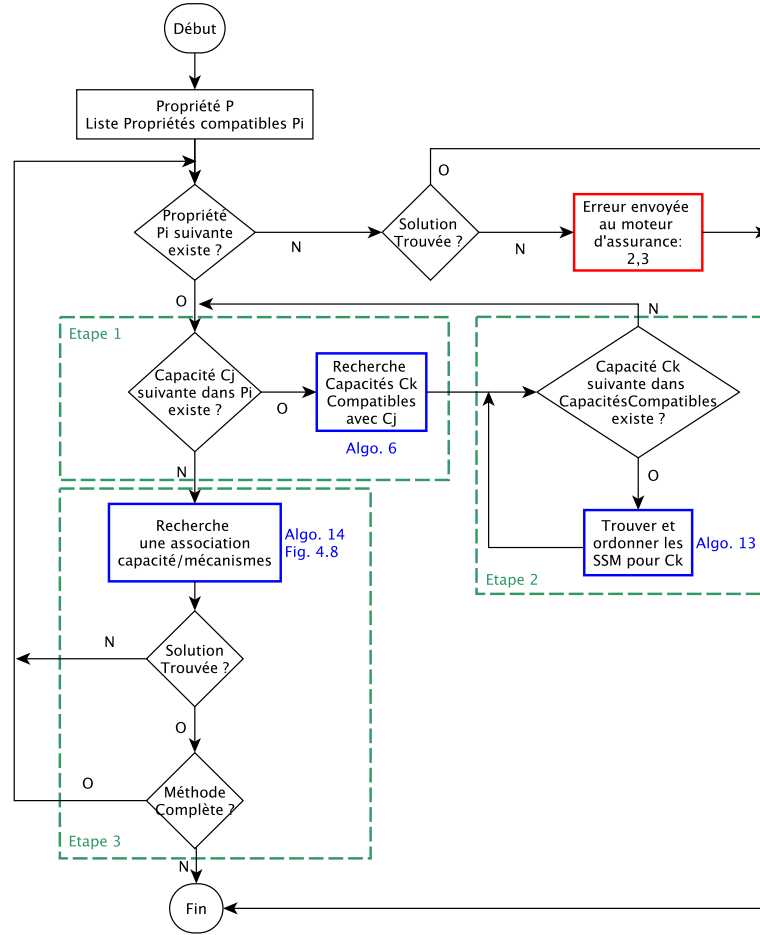 Début
Propriété P
Liste Propriétés compatibles Pi
O
Propriété
Pi suivante
existe ?
N
Solution
Trouvée ?
N
Erreur envoyée
au moteur
d'assurance:
2,3
O
N
Etape 1
Capacité Cj
suivante dans Pi
existe ?
O
Recherche
Capacités Ck
Compatibles
avec Cj
Algo. 6
Capacité Ck
suivante dans
CapacitésCompatibles
existe ?
N
O
Recherche
une association
capacité/mécanismes
Algo. 14
Fig. 4.8
Trouver et
ordonner les
SSM pour Ck
Algo. 13
Etape 2
N
Solution
Trouvée ?
O
O
Méthode
Complète ?
Etape 3
N
Fin